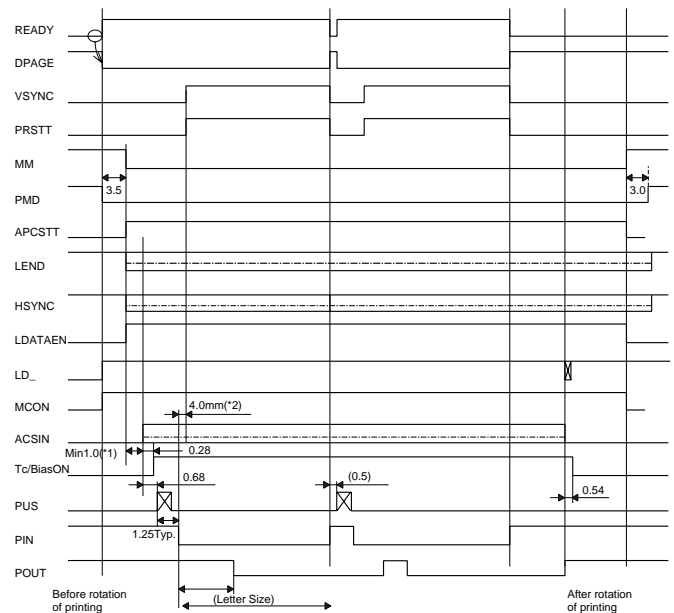 READY
DPAGE
VSYNC
PRSTT
MM
3.5
3.0
PMD
APCSTT
LEND
HSYNC
LDATAEN
LD_
4.0mm(*2)
MCON
ACSIN
Min1.0(*1)
0.28
Tc/BiasON
0.68
(0.5)
0.54
PUS
1.25Typ.
PIN
POUT
Before rotation
of printing
(Letter Size)
After rotation
of printing